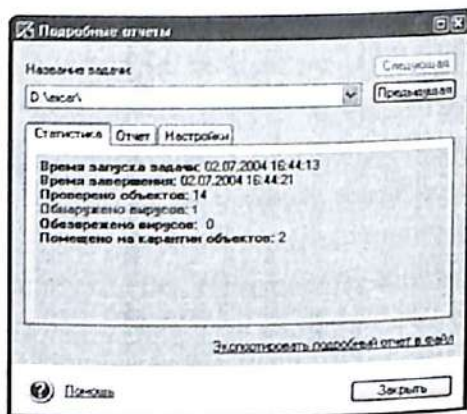 Подробные отчеты
Название задачи:
Следующая
D:\eicar\
Предыдущая
Статистика Отчет Настройки
Время запуска задачи: 02.07.2004 16:44:13
Время завершения: 02.07.2004 16:44:21
Проверено объектов: 14
Обнаружено вирусов: 1
Обезврежено вирусов: 0
Помещено на карантин объектов: 2
Экспортировать подробный отчет в файл
Помощь
Закрыть